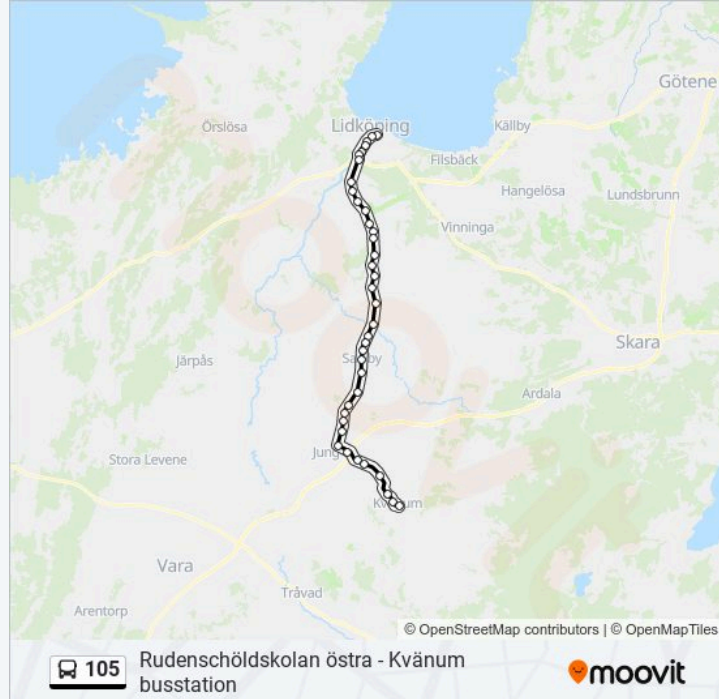 Götene
Lidköping
Örslösa
Källby
Filsbäck
Hangelösa
Lundsbrunn
Vinninga
Skara
Järpås
Ardala
Stora Levene
Vara
Tråvad
Arentorp
© OpenStreetMap contributors | © OpenMapTiles
105
Rudenschöldskolan östra - Kvänum
busstation
moovit